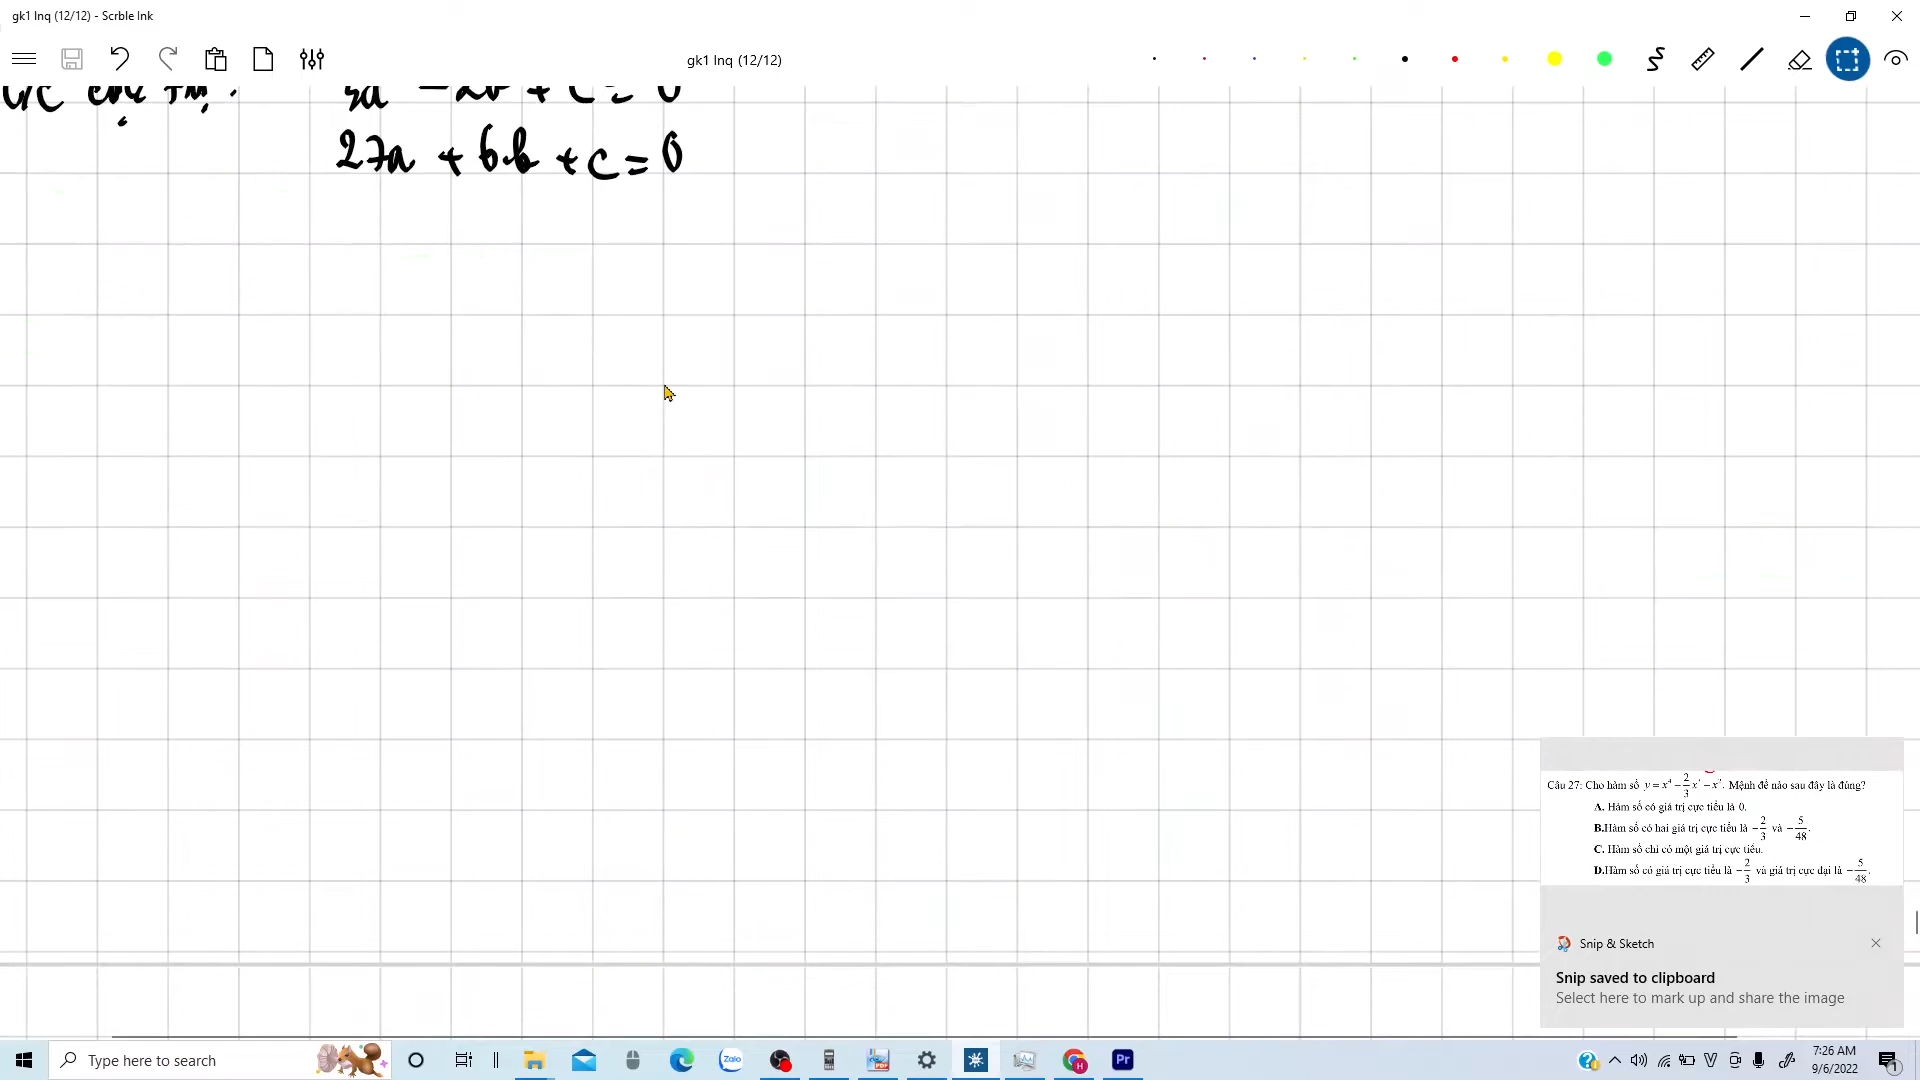 gk1 lnq (12/12) - Scrble Ink
gk1 lnq (12/12)
27a + 6b + c = 0
Câu 27: Cho hàm số y = x⁴ − 2/3 x³ − x². Mệnh đề nào sau đây là đúng?
A. Hàm số có giá trị cực tiểu là 0.
B.Hàm số có hai giá trị cực tiểu là −2/3 và −5/48.
C. Hàm số chỉ có một giá trị cực tiểu.
D.Hàm số có giá trị cực tiểu là −2/3 và giá trị cực đại là −5/48.
Snip & Sketch
Snip saved to clipboard
Select here to mark up and share the image
Type here to search
Zalo
PDF
Pr
7:26 AM
9/6/2022